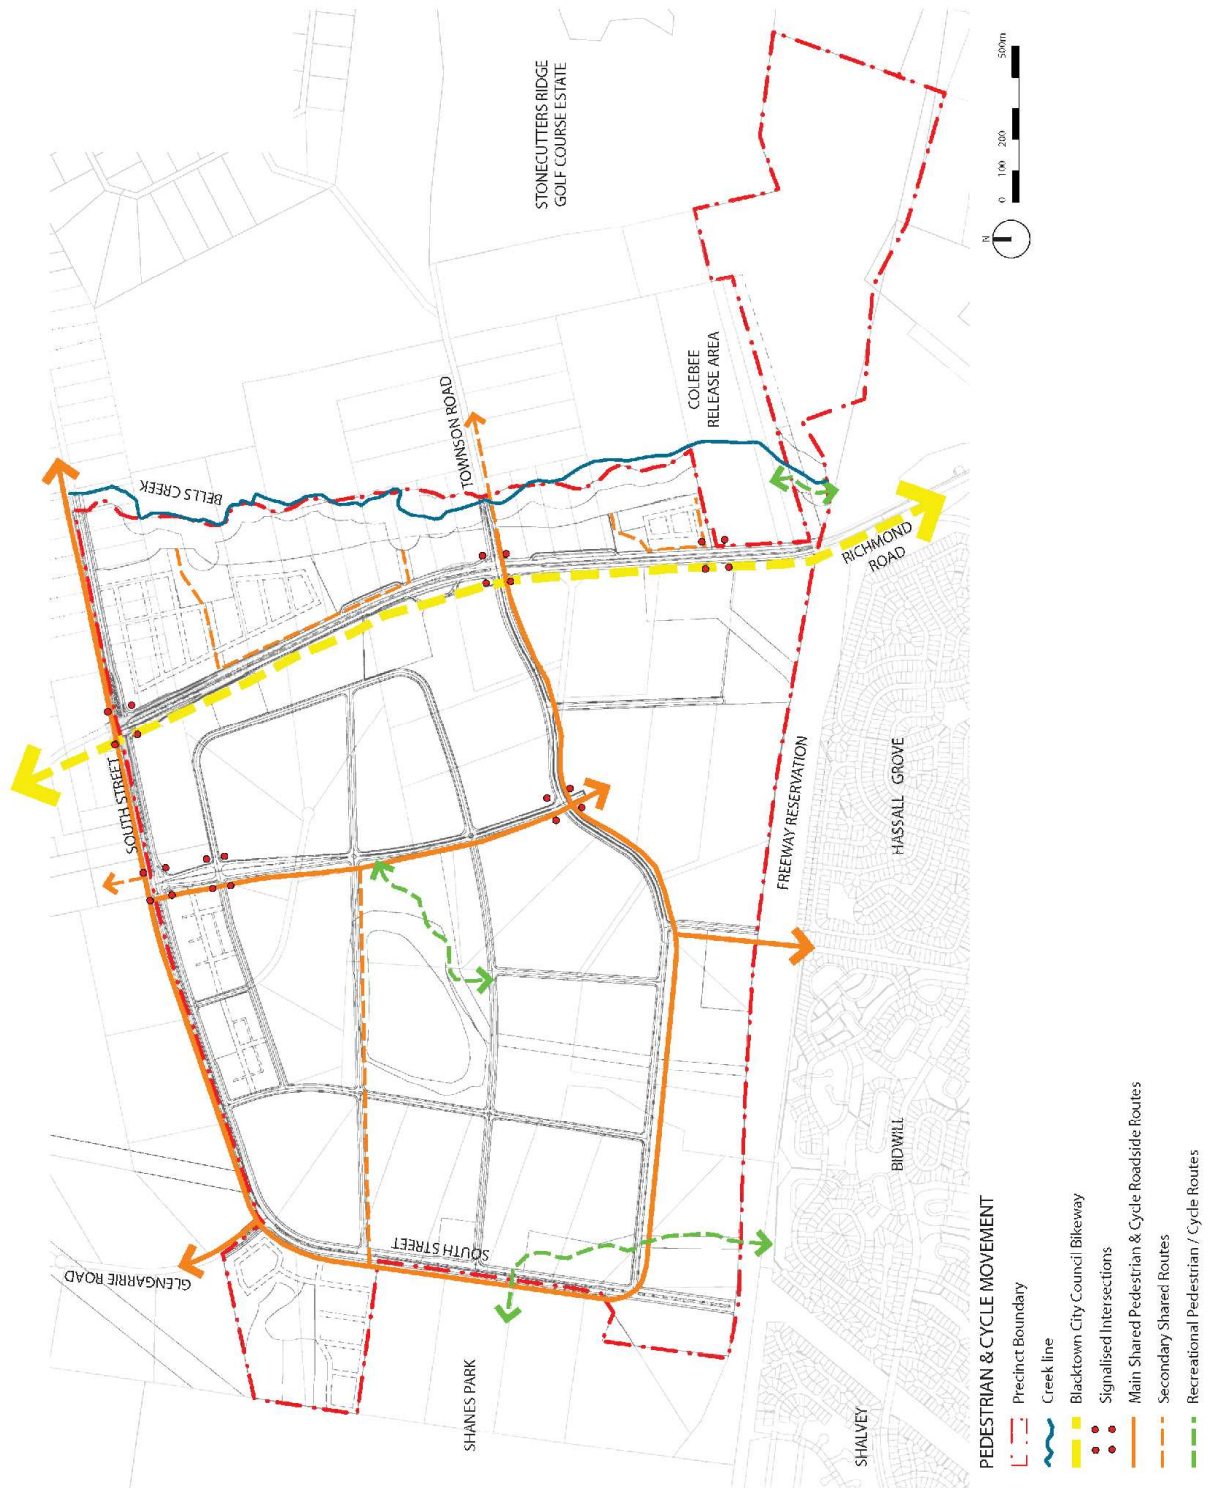 STONECUTTERS RIDGE
GOLF COURSE ESTATE
COLEBEE
RELEASE AREA
TOWNSON ROAD
BELLS CREEK
RICHMOND
ROAD
SOUTH STREET
FREEWAY RESERVATION
HASSALL GROVE
BIDWILL
SOUTH STREET
GLENGARRIE ROAD
SHANES PARK
SHALVEY
N
0 100 200 500m
PEDESTRIAN & CYCLE MOVEMENT
Precinct Boundary
Creek line
Blacktown City Council Bikeway
Signalised Intersections
Main Shared Pedestrian & Cycle Roadside Routes
Secondary Shared Routes
Recreational Pedestrian / Cycle Routes